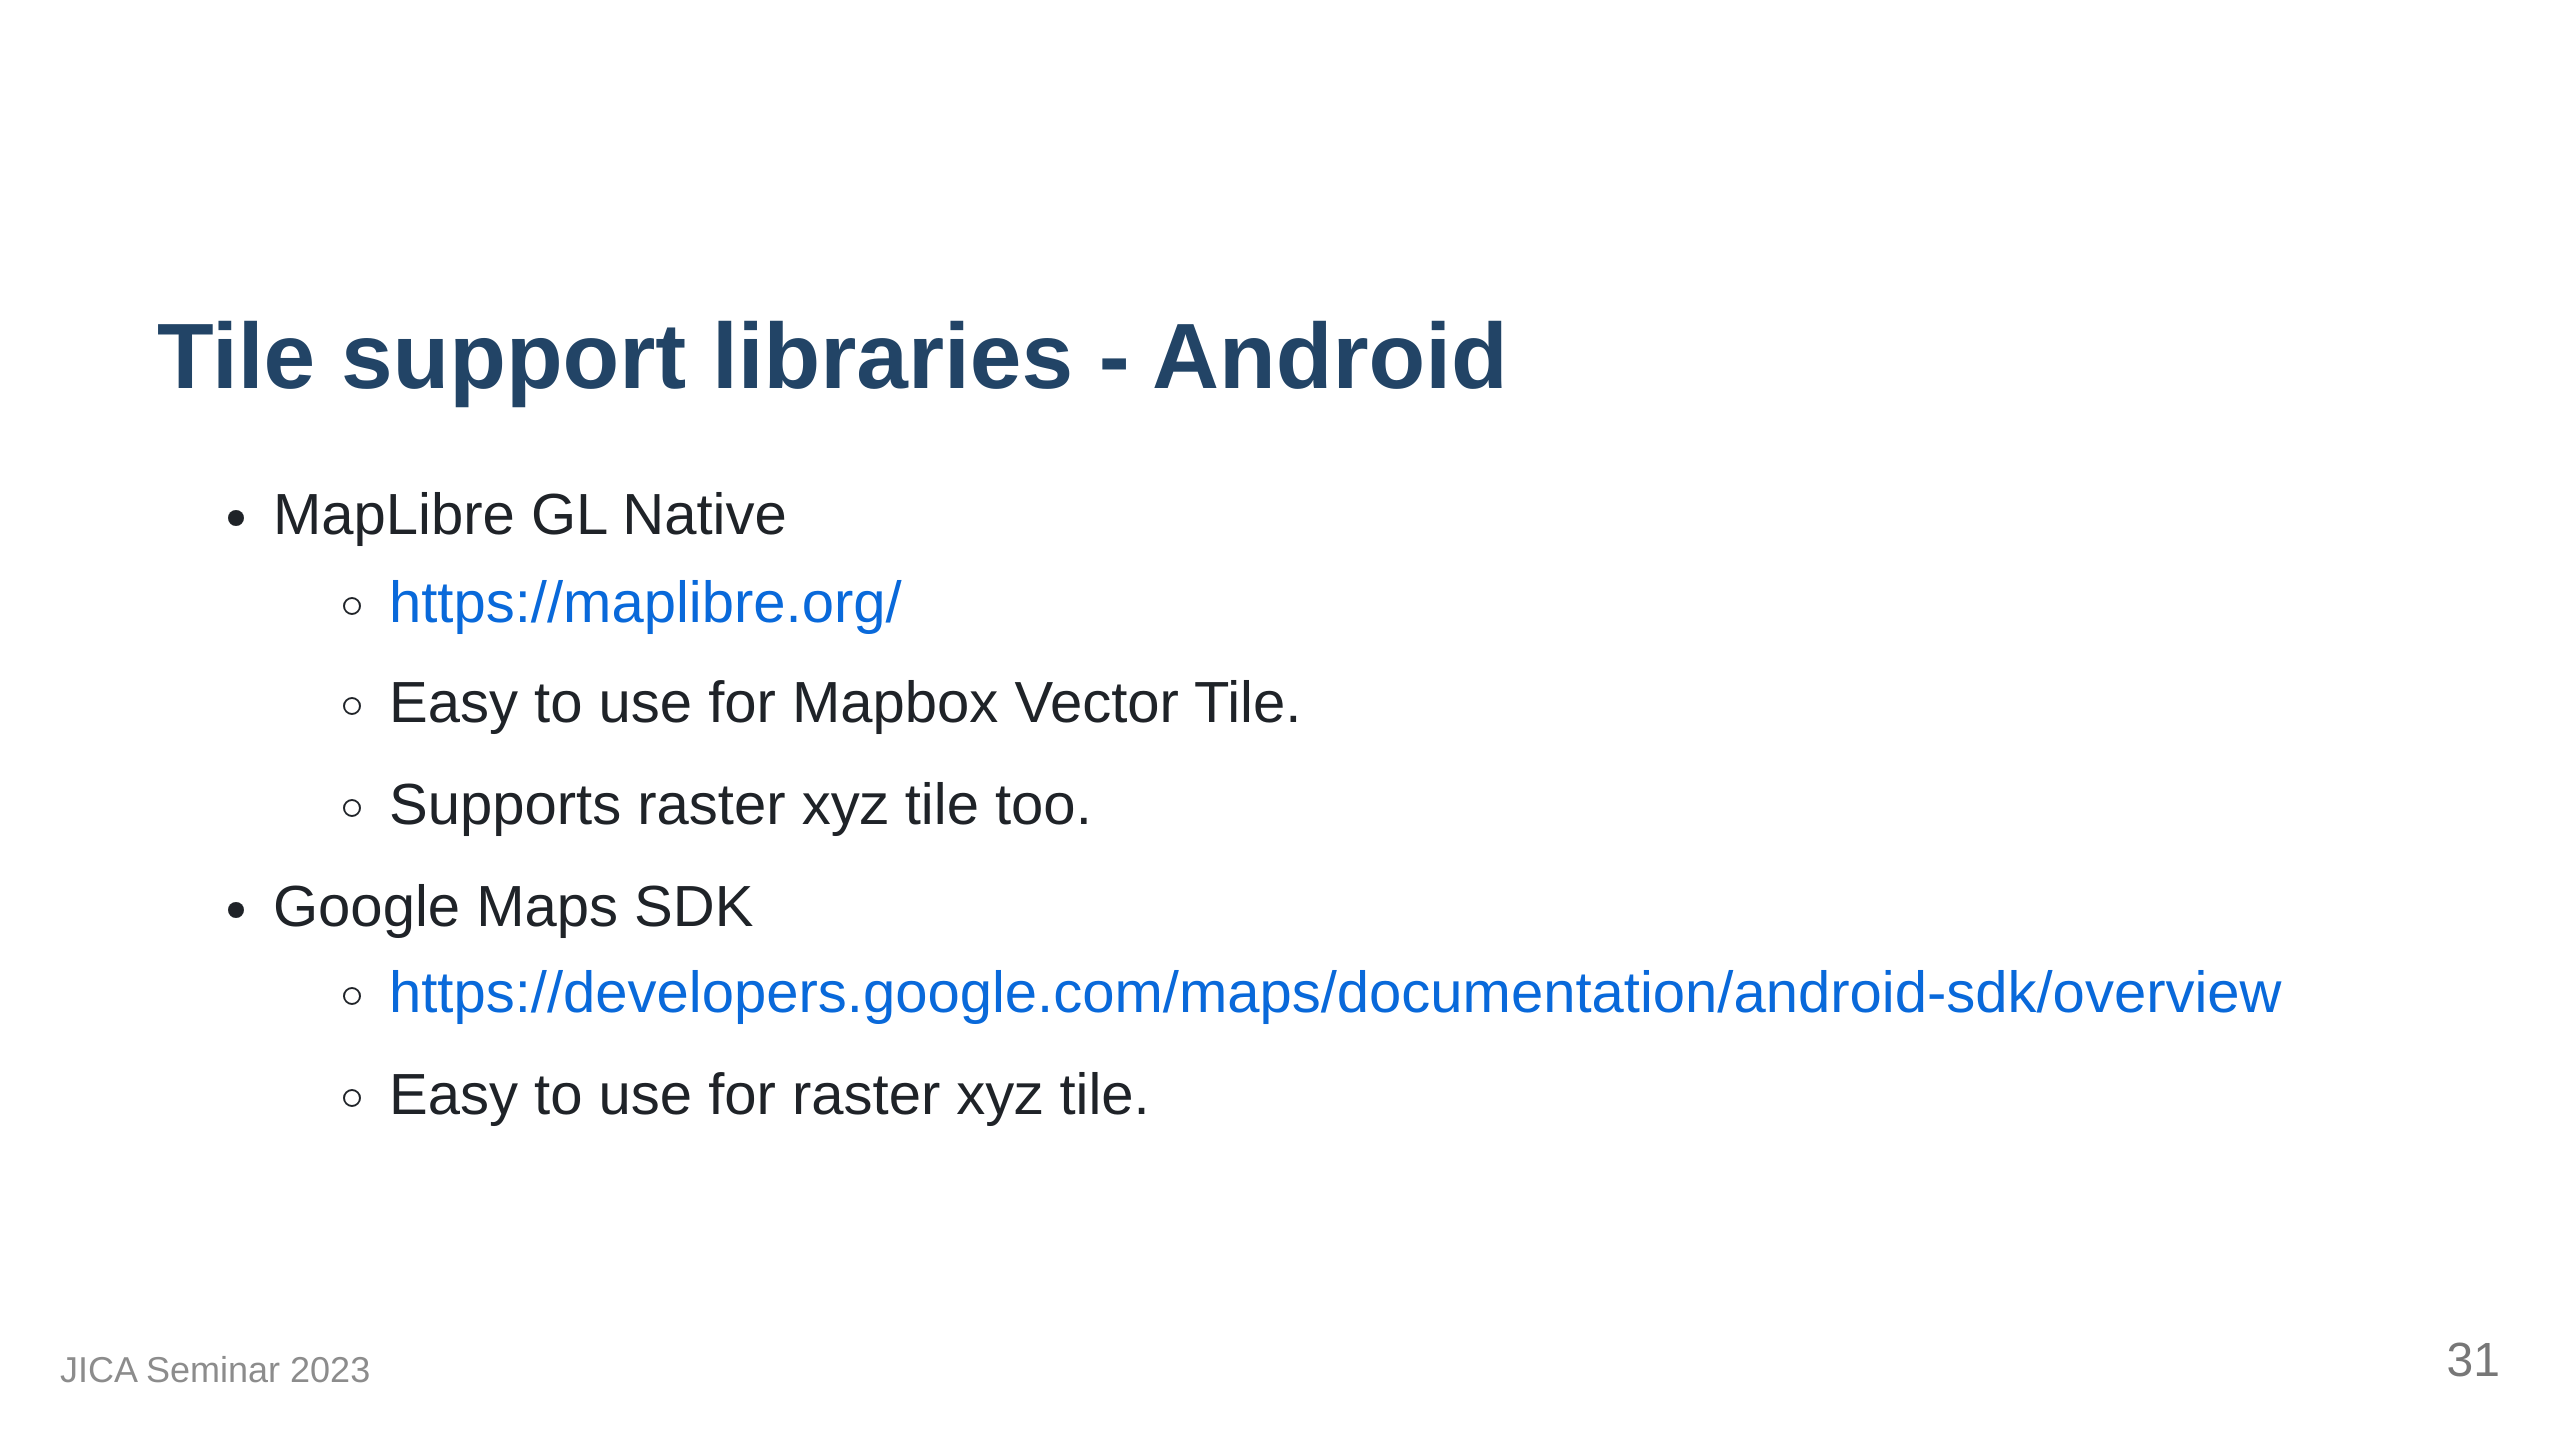 Tile support libraries - Android
MapLibre GL Native
https://maplibre.org/
Easy to use for Mapbox Vector Tile.
Supports raster xyz tile too.
Google Maps SDK
https://developers.google.com/maps/documentation/android-sdk/overview
Easy to use for raster xyz tile.
JICA Seminar 2023
31